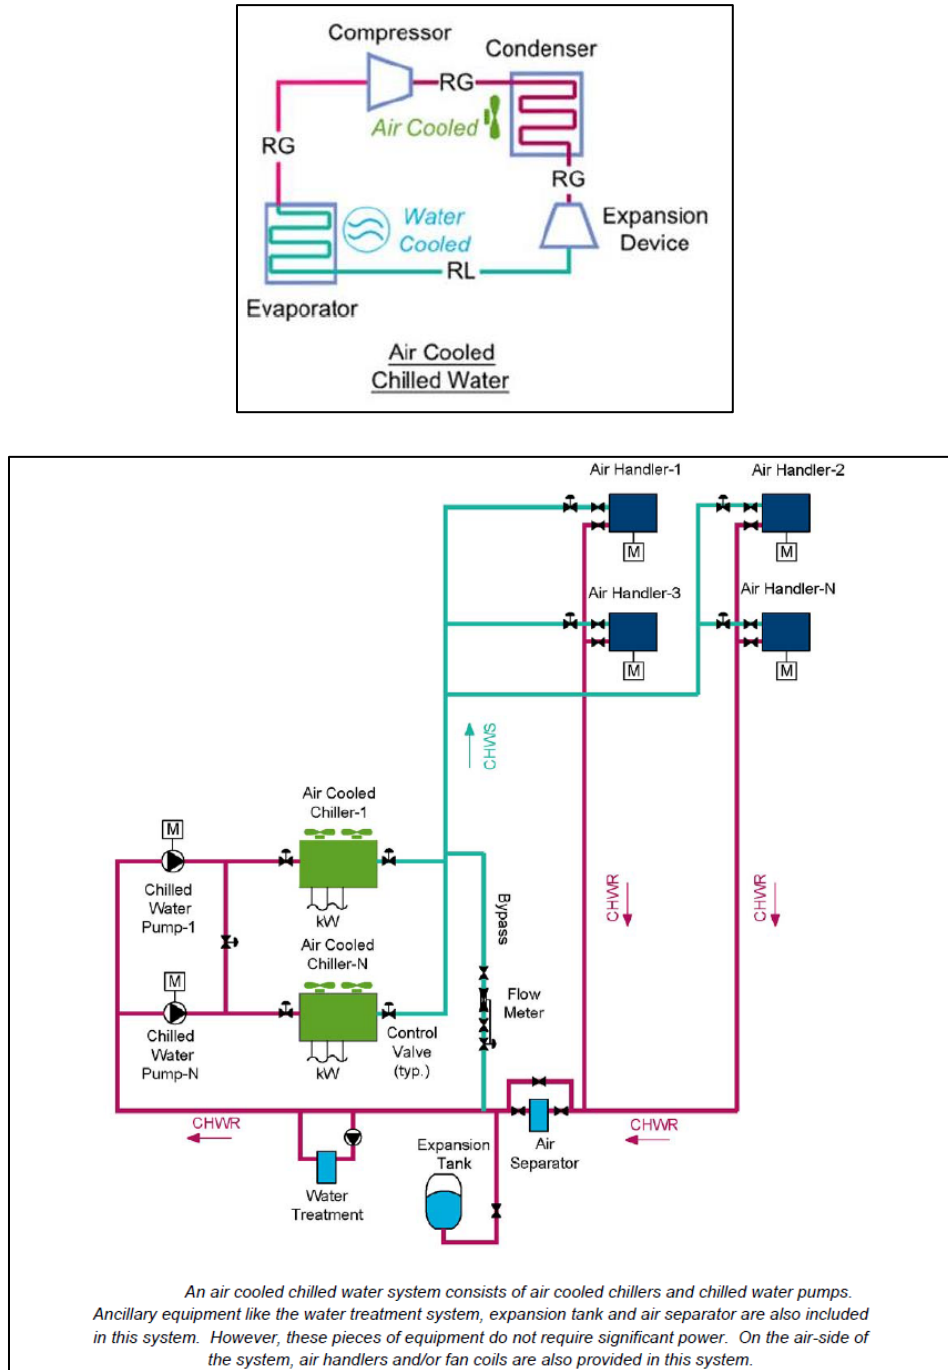 Compressor
Condenser
RG
Air Cooled
RG
RG
Water
Cooled
Expansion
Device
RL
Evaporator
Air Cooled
Chilled Water
Air Handler-1
Air Handler-2
M
M
Air Handler-3
Air Handler-N
M
M
CHWS
Air Cooled
Chiller-1
M
Chilled
Water
Pump-1
kW
Bypass
CHWR
CHWR
Air Cooled
Chiller-N
M
Flow
Meter
Chilled
Water
Pump-N
Control
Valve
(typ.)
kW
CHWR
CHWR
Expansion
Tank
Air
Separator
Water
Treatment
An air cooled chilled water system consists of air cooled chillers and chilled water pumps.
Ancillary equipment like the water treatment system, expansion tank and air separator are also included
in this system. However, these pieces of equipment do not require significant power. On the air-side of
the system, air handlers and/or fan coils are also provided in this system.